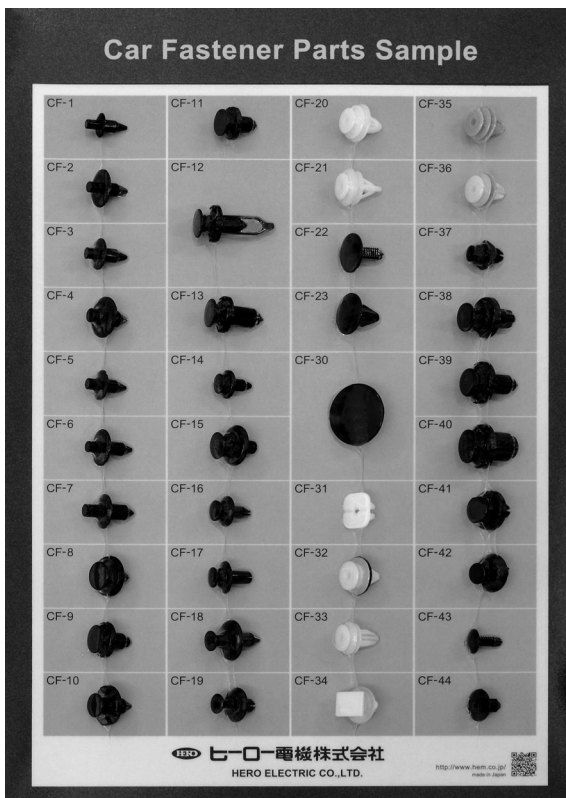 Car Fastener Parts Sample
CF-1
CF-2
CF-3
CF-4
CF-5
CF-6
CF-7
CF-8
CF-9
CF-10
CF-11
CF-12
CF-13
CF-14
CF-15
CF-16
CF-17
CF-18
CF-19
CF-20
CF-21
CF-22
CF-23
CF-30
CF-31
CF-32
CF-33
CF-34
CF-35
CF-36
CF-37
CF-38
CF-39
CF-40
CF-41
CF-42
CF-43
CF-44
HERO ヒーロー電機株式会社
HERO ELECTRIC CO.,LTD.
http://www.hem.co.jp/
made in Japan